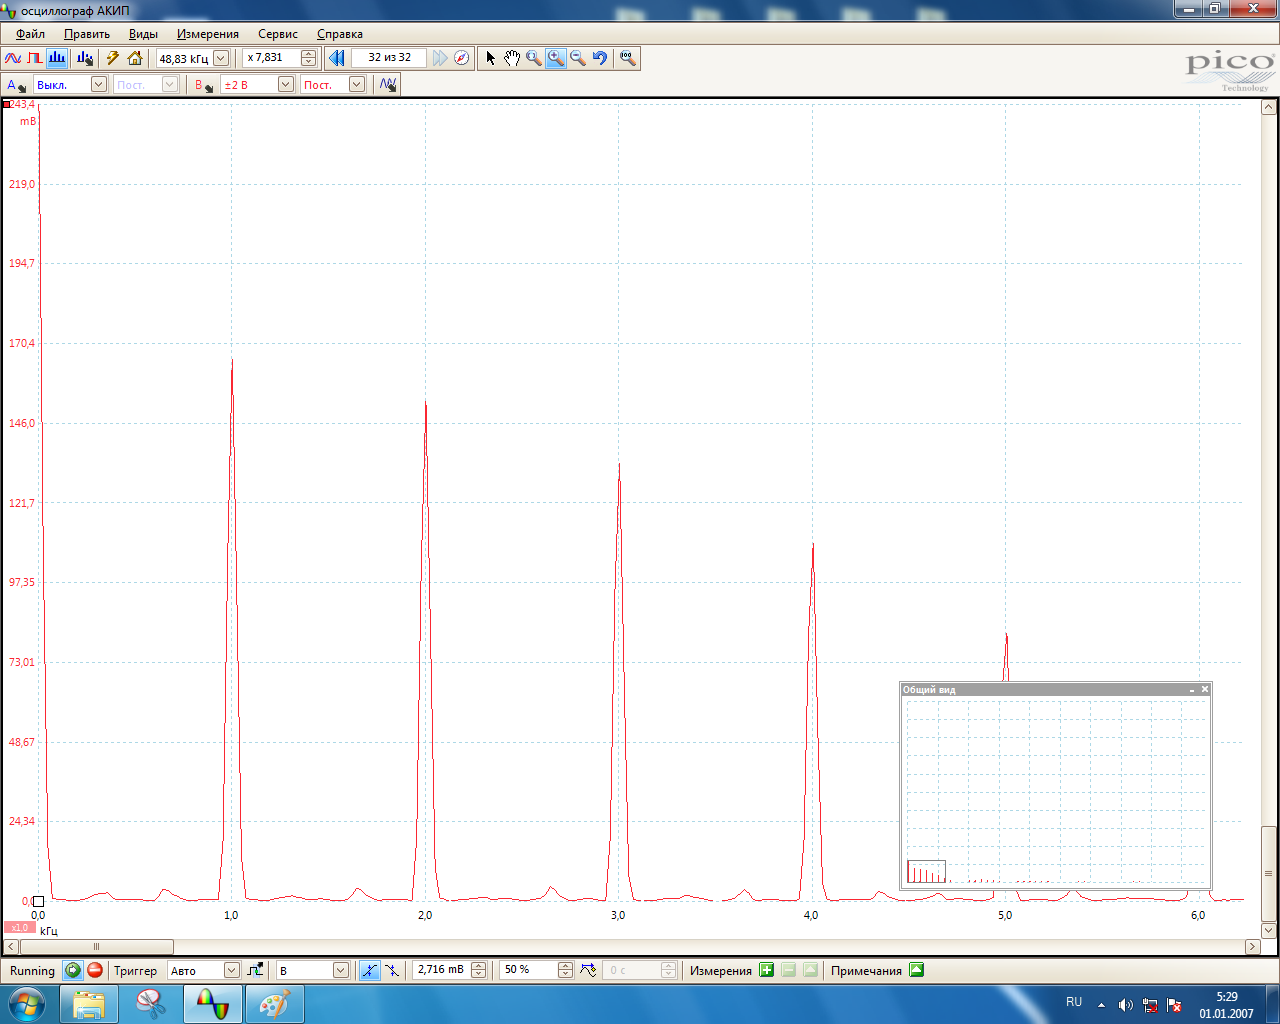 осциллограф АКИП
Файл Править Виды Измерения Сервис Справка
48,83 кГц x 7,831 32 из 32
pico
Technology
A Выкл. Пост. B ±2 В Пост.
243,4
mB
219,0
194,7
170,4
146,0
121,7
97,35
73,01
48,67
24,34
0,0
0,0 1,0 2,0 3,0 4,0 5,0 6,0
x1,0 кГц
Общий вид
Running Триггер Авто B 2,716 mB 50 % 0 с Измерения Примечания
RU 5:29
01.01.2007